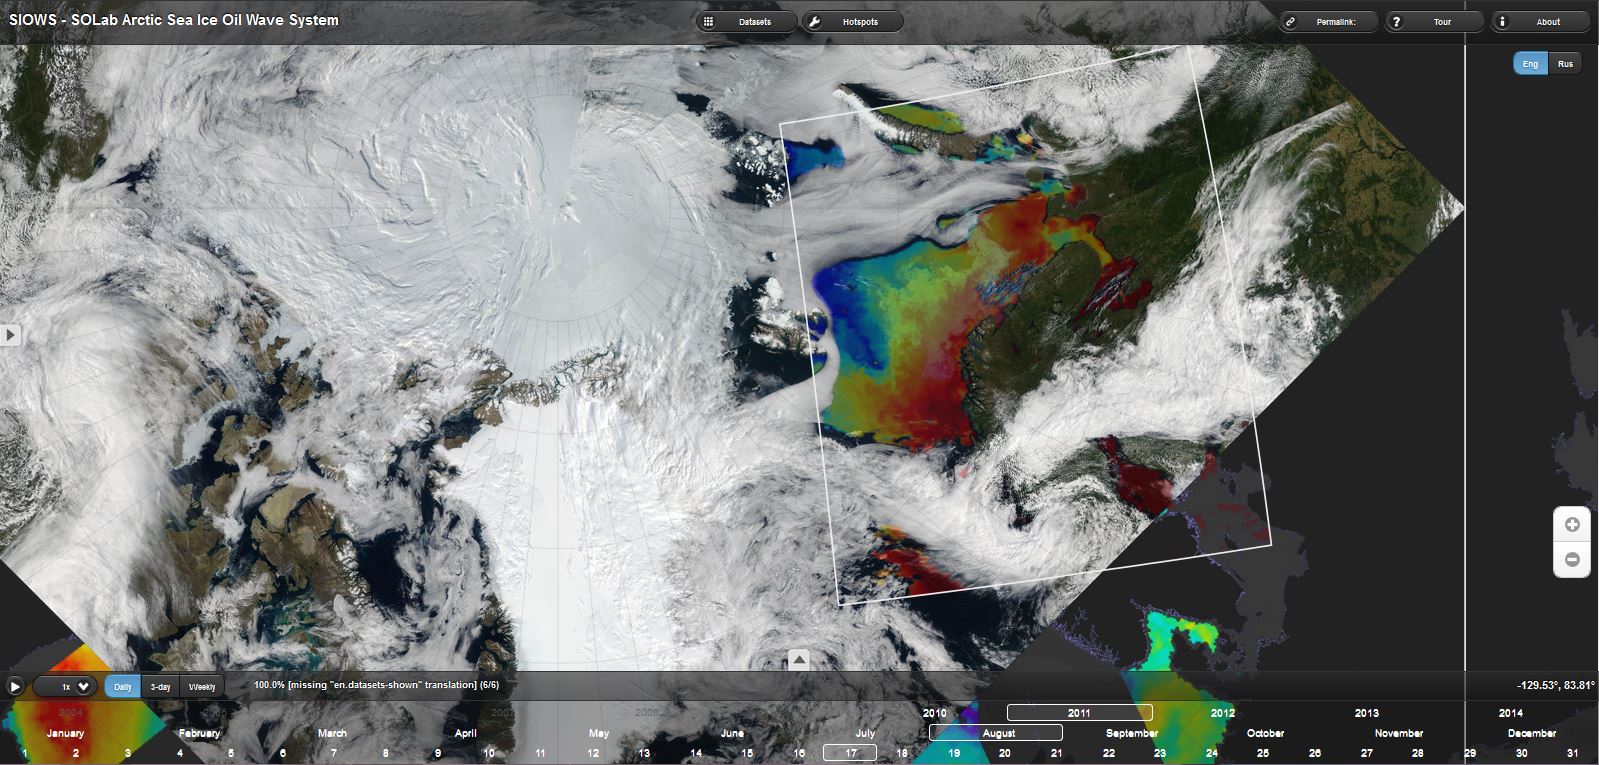 SIOWS - SOLab Arctic Sea Ice Oil Wave System
Datasets
Hotspots
Permalink:
? Tour
i About
Eng Rus
1x
Daily 3-day Weekly
100.0% [missing "en.datasets-shown" translation] (6/6)
-129.53°, 83.81°
2004 2005 2007 2008 2010 2011 2012 2013 2014
January February March April May June July August September October November December
1 2 3 4 5 6 7 8 9 10 11 12 13 14 15 16 17 18 19 20 21 22 23 24 25 26 27 28 29 30 31